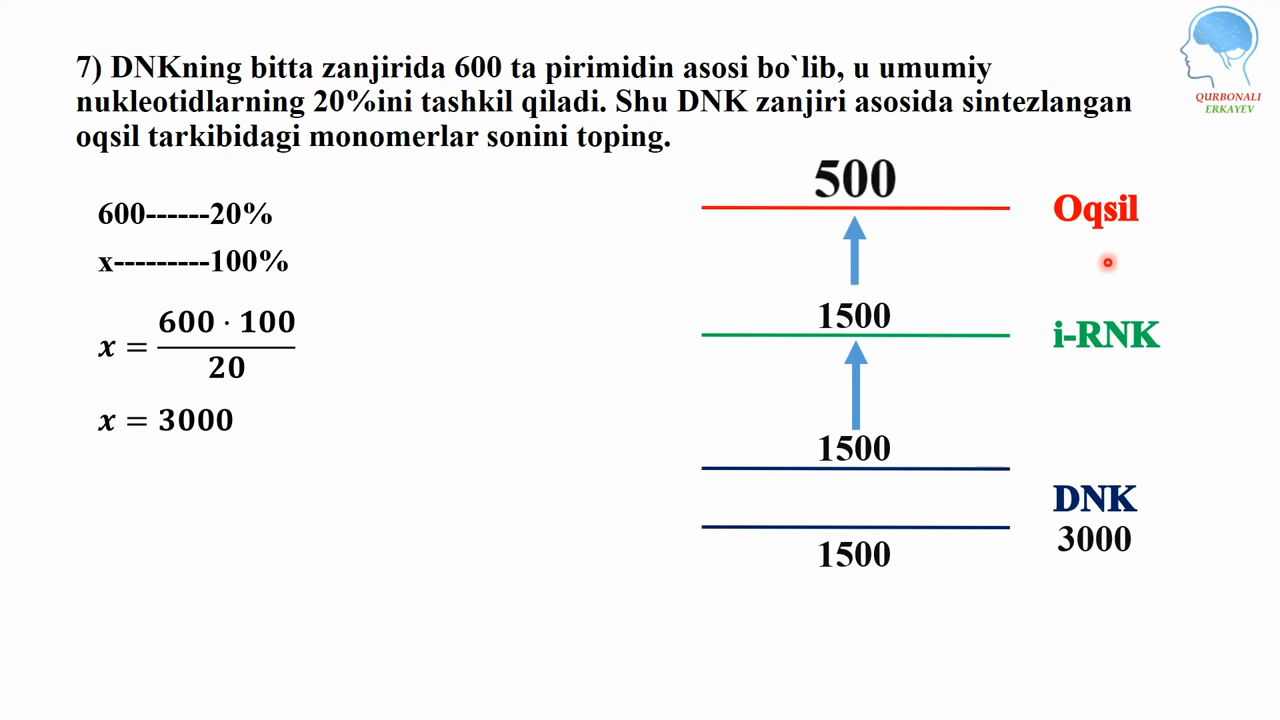 7) DNKning bitta zanjirida 600 ta pirimidin asosi bo`lib, u umumiy
nukleotidlarning 20%ini tashkil qiladi. Shu DNK zanjiri asosida sintezlangan
oqsil tarkibidagi monomerlar sonini toping.
QURBONALI
ERKAYEV
600------20%
x---------100%
x = 600 · 100 / 20
x = 3000
500
Oqsil
1500
i-RNK
1500
DNK
3000
1500